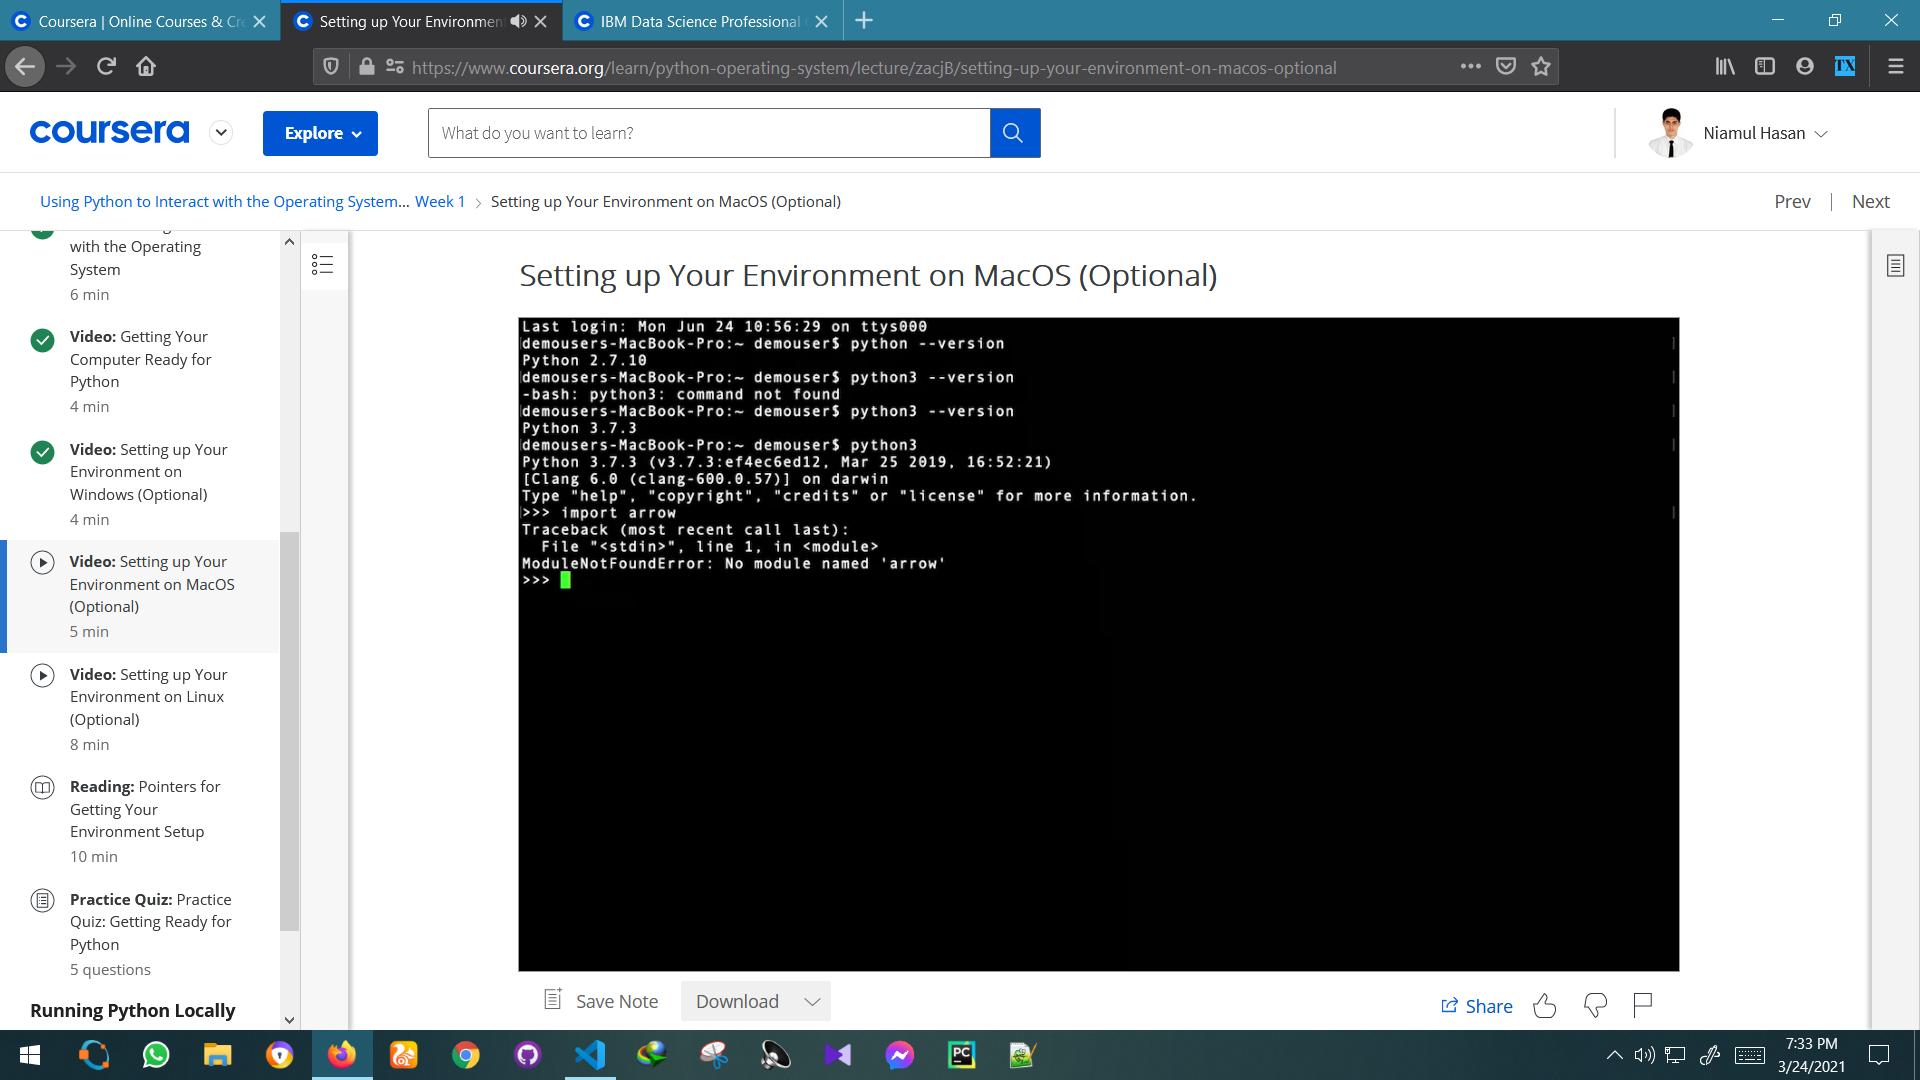 Coursera | Online Courses & Cre
Setting up Your Environmen
IBM Data Science Professional
https://www.coursera.org/learn/python-operating-system/lecture/zacjB/setting-up-your-environment-on-macos-optional
coursera
Explore
What do you want to learn?
Niamul Hasan
Using Python to Interact with the Operating System... Week 1 > Setting up Your Environment on MacOS (Optional)
Prev | Next
with the Operating
System
6 min
Video: Getting Your
Computer Ready for
Python
4 min
Video: Setting up Your
Environment on
Windows (Optional)
4 min
Video: Setting up Your
Environment on MacOS
(Optional)
5 min
Video: Setting up Your
Environment on Linux
(Optional)
8 min
Reading: Pointers for
Getting Your
Environment Setup
10 min
Practice Quiz: Practice
Quiz: Getting Ready for
Python
5 questions
Running Python Locally
Setting up Your Environment on MacOS (Optional)
Last login: Mon Jun 24 10:56:29 on ttys000
demousers-MacBook-Pro:~ demouser$ python --version
Python 2.7.10
demousers-MacBook-Pro:~ demouser$ python3 --version
-bash: python3: command not found
demousers-MacBook-Pro:~ demouser$ python3 --version
Python 3.7.3
demousers-MacBook-Pro:~ demouser$ python3
Python 3.7.3 (v3.7.3:ef4ec6ed12, Mar 25 2019, 16:52:21)
[Clang 6.0 (clang-600.0.57)] on darwin
Type "help", "copyright", "credits" or "license" for more information.
>>> import arrow
Traceback (most recent call last):
  File "<stdin>", line 1, in <module>
ModuleNotFoundError: No module named 'arrow'
>>>
Save Note
Download
Share
7:33 PM
3/24/2021